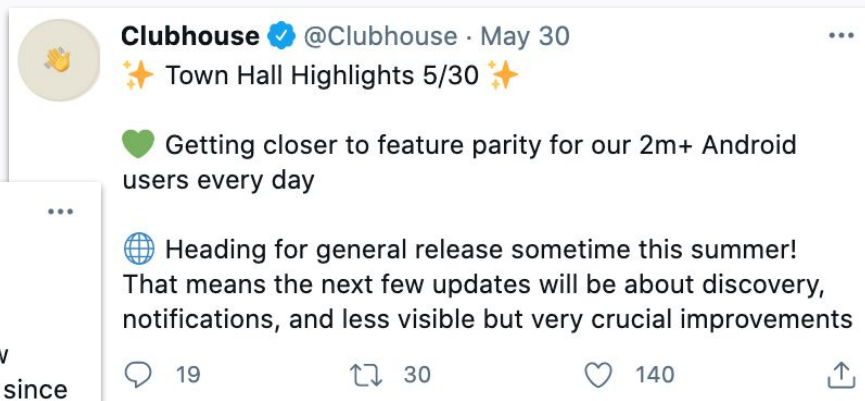 Clubhouse @Clubhouse · May 30
✨ Town Hall Highlights 5/30 ✨
💚 Getting closer to feature parity for our 2m+ Android
users every day
🌐 Heading for general release sometime this summer!
That means the next few updates will be about discovery,
notifications, and less visible but very crucial improvements
19 30 140
since